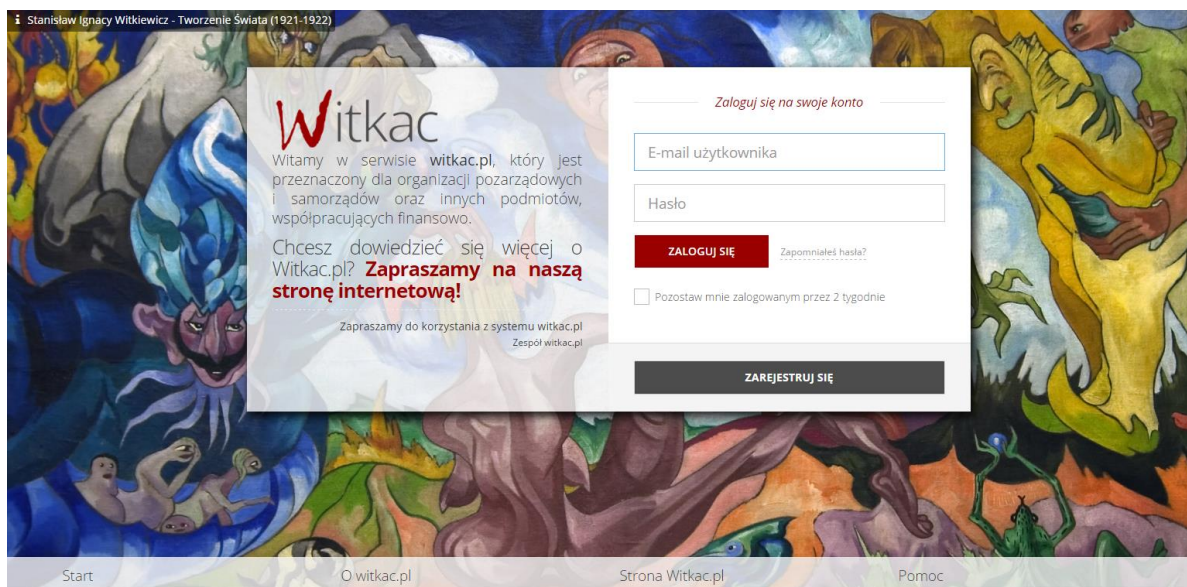 i Stanisław Ignacy Witkiewicz - Tworzenie Świata (1921-1922)
Witkac
Witamy w serwisie witkac.pl, który jest
przeznaczony dla organizacji pozarządowych
i samorządów oraz innych podmiotów,
współpracujących finansowo.
Chcesz dowiedzieć się więcej o
Witkac.pl? Zapraszamy na naszą
stronę internetową!
Zapraszamy do korzystania z systemu witkac.pl
Zespół witkac.pl
Zaloguj się na swoje konto
E-mail użytkownika
Hasło
ZALOGUJ SIĘ Zapomniałeś hasła?
Pozostaw mnie zalogowanym przez 2 tygodnie
ZAREJESTRUJ SIĘ
Start O witkac.pl Strona Witkac.pl Pomoc